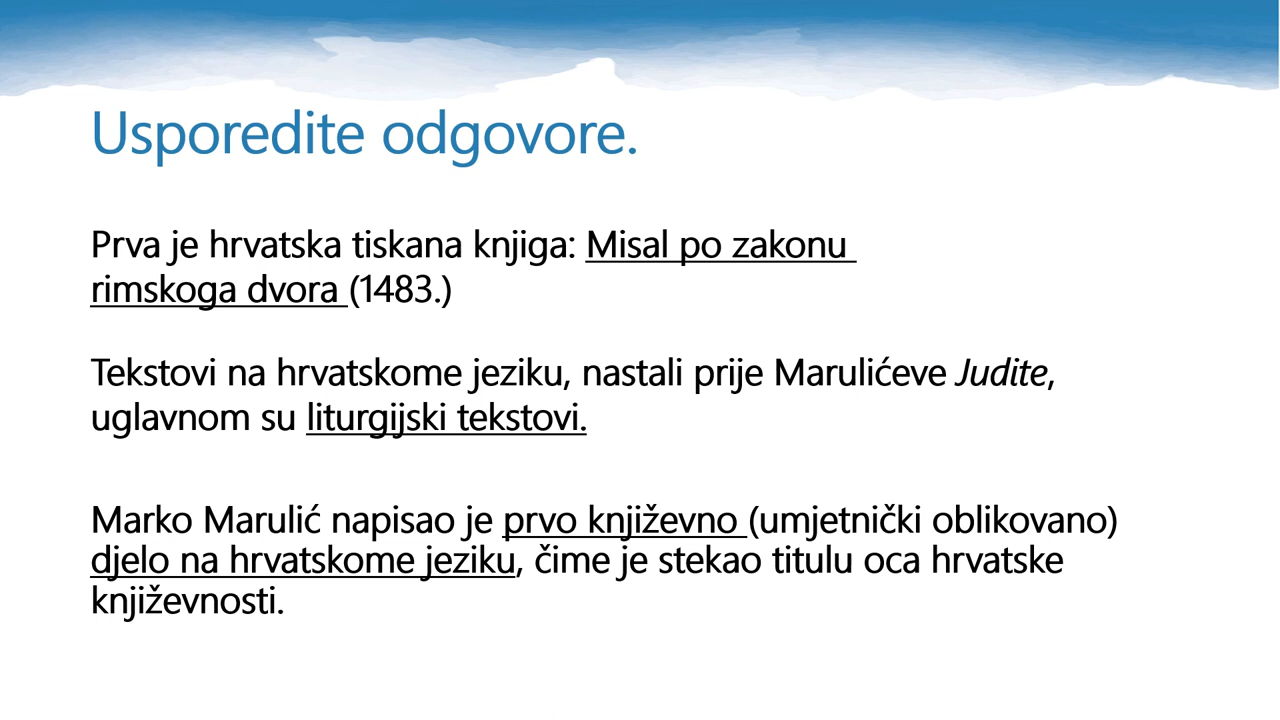 Usporedite odgovore.
Prva je hrvatska tiskana knjiga: Misal po zakonu
rimskoga dvora (1483.)
Tekstovi na hrvatskome jeziku, nastali prije Marulićeve Judite,
uglavnom su liturgijski tekstovi.
Marko Marulić napisao je prvo književno (umjetnički oblikovano)
djelo na hrvatskome jeziku, čime je stekao titulu oca hrvatske
književnosti.